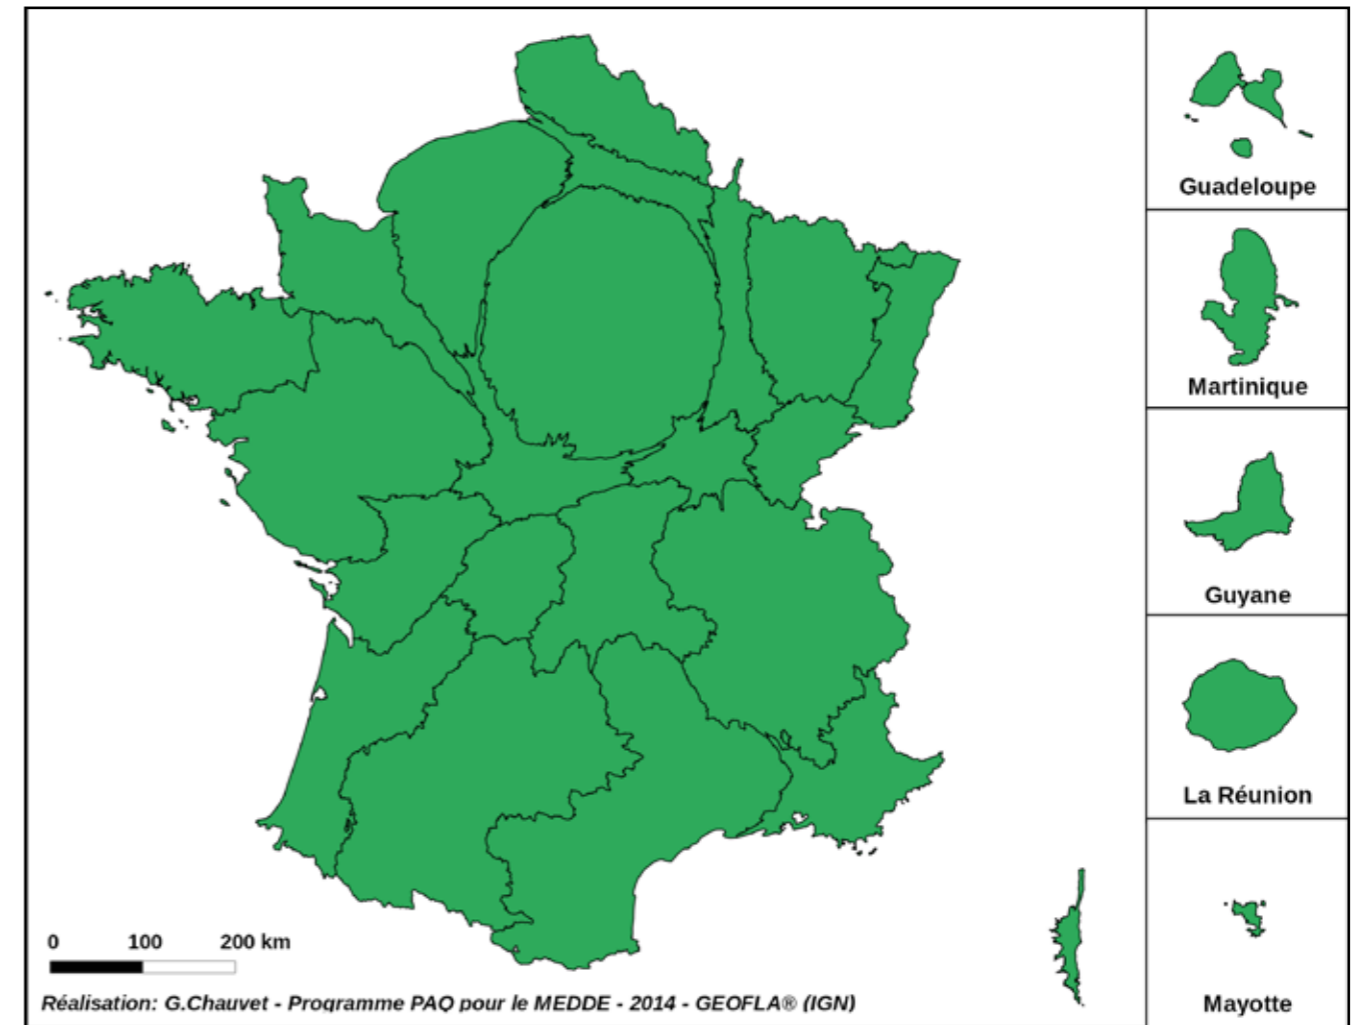 Guadeloupe
Martinique
Guyane
La Réunion
Mayotte
0 100 200 km
Réalisation: G.Chauvet - Programme PAQ pour le MEDDE - 2014 - GEOFLA® (IGN)